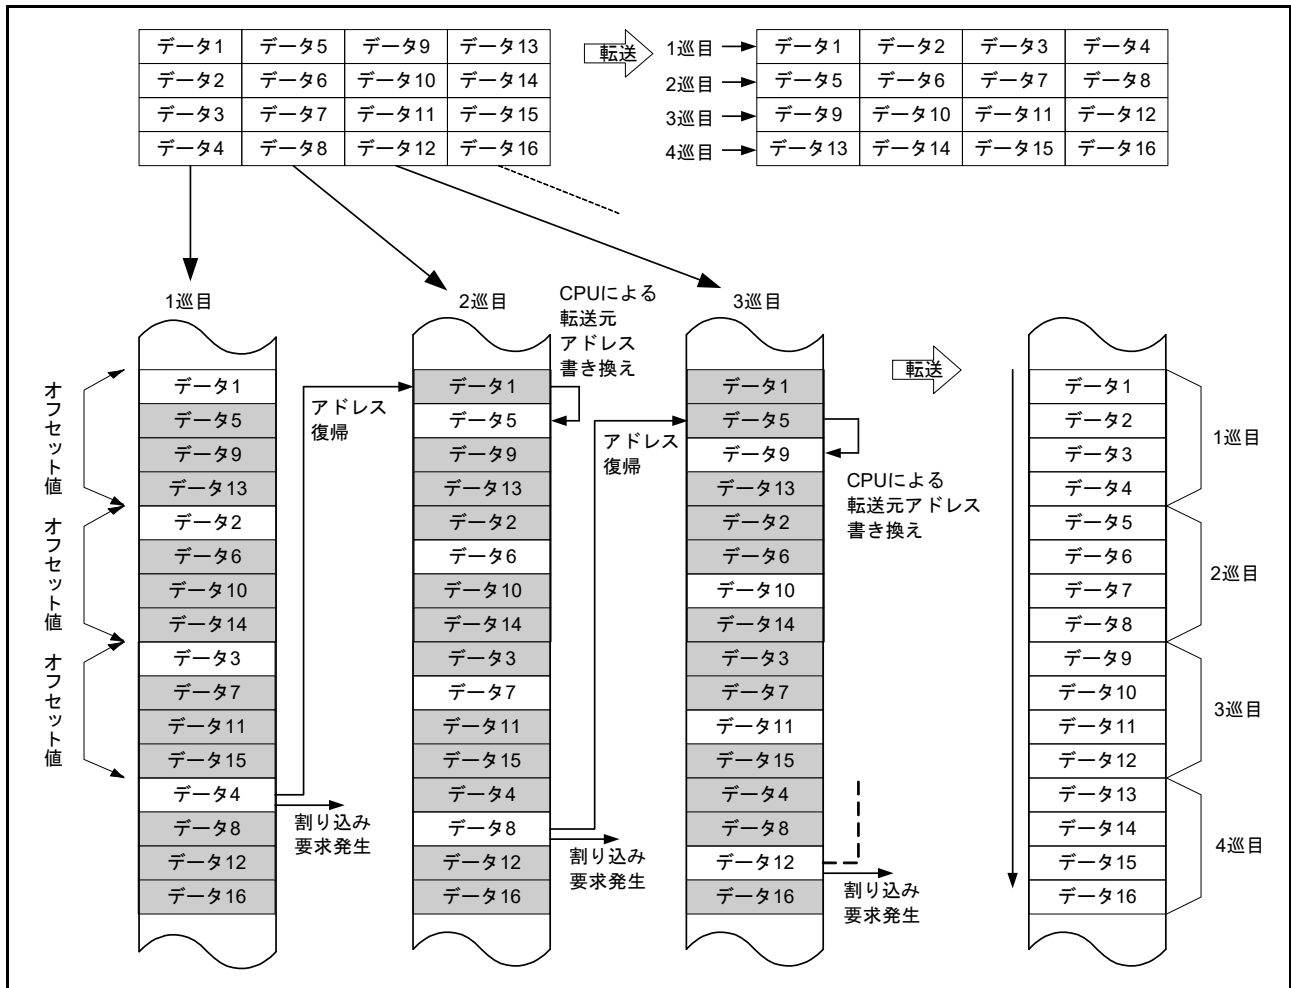 データ1 データ5 データ9 データ13
データ2 データ6 データ10 データ14
データ3 データ7 データ11 データ15
データ4 データ8 データ12 データ16
転送
1巡目 データ1 データ2 データ3 データ4
2巡目 データ5 データ6 データ7 データ8
3巡目 データ9 データ10 データ11 データ12
4巡目 データ13 データ14 データ15 データ16
1巡目
オフセット値
オフセット値
オフセット値
データ1
データ5
データ9
データ13
データ2
データ6
データ10
データ14
データ3
データ7
データ11
データ15
データ4
データ8
データ12
データ16
アドレス
復帰
割り込み
要求発生
2巡目
CPUによる
転送元
アドレス
書き換え
データ1
データ5
データ9
データ13
データ2
データ6
データ10
データ14
データ3
データ7
データ11
データ15
データ4
データ8
データ12
データ16
アドレス
復帰
割り込み
要求発生
3巡目
データ1
データ5
データ9
データ13
データ2
データ6
データ10
データ14
データ3
データ7
データ11
データ15
データ4
データ8
データ12
データ16
CPUによる
転送元アドレス
書き換え
割り込み
要求発生
転送
データ1
データ2
データ3
データ4
データ5
データ6
データ7
データ8
データ9
データ10
データ11
データ12
データ13
データ14
データ15
データ16
1巡目
2巡目
3巡目
4巡目